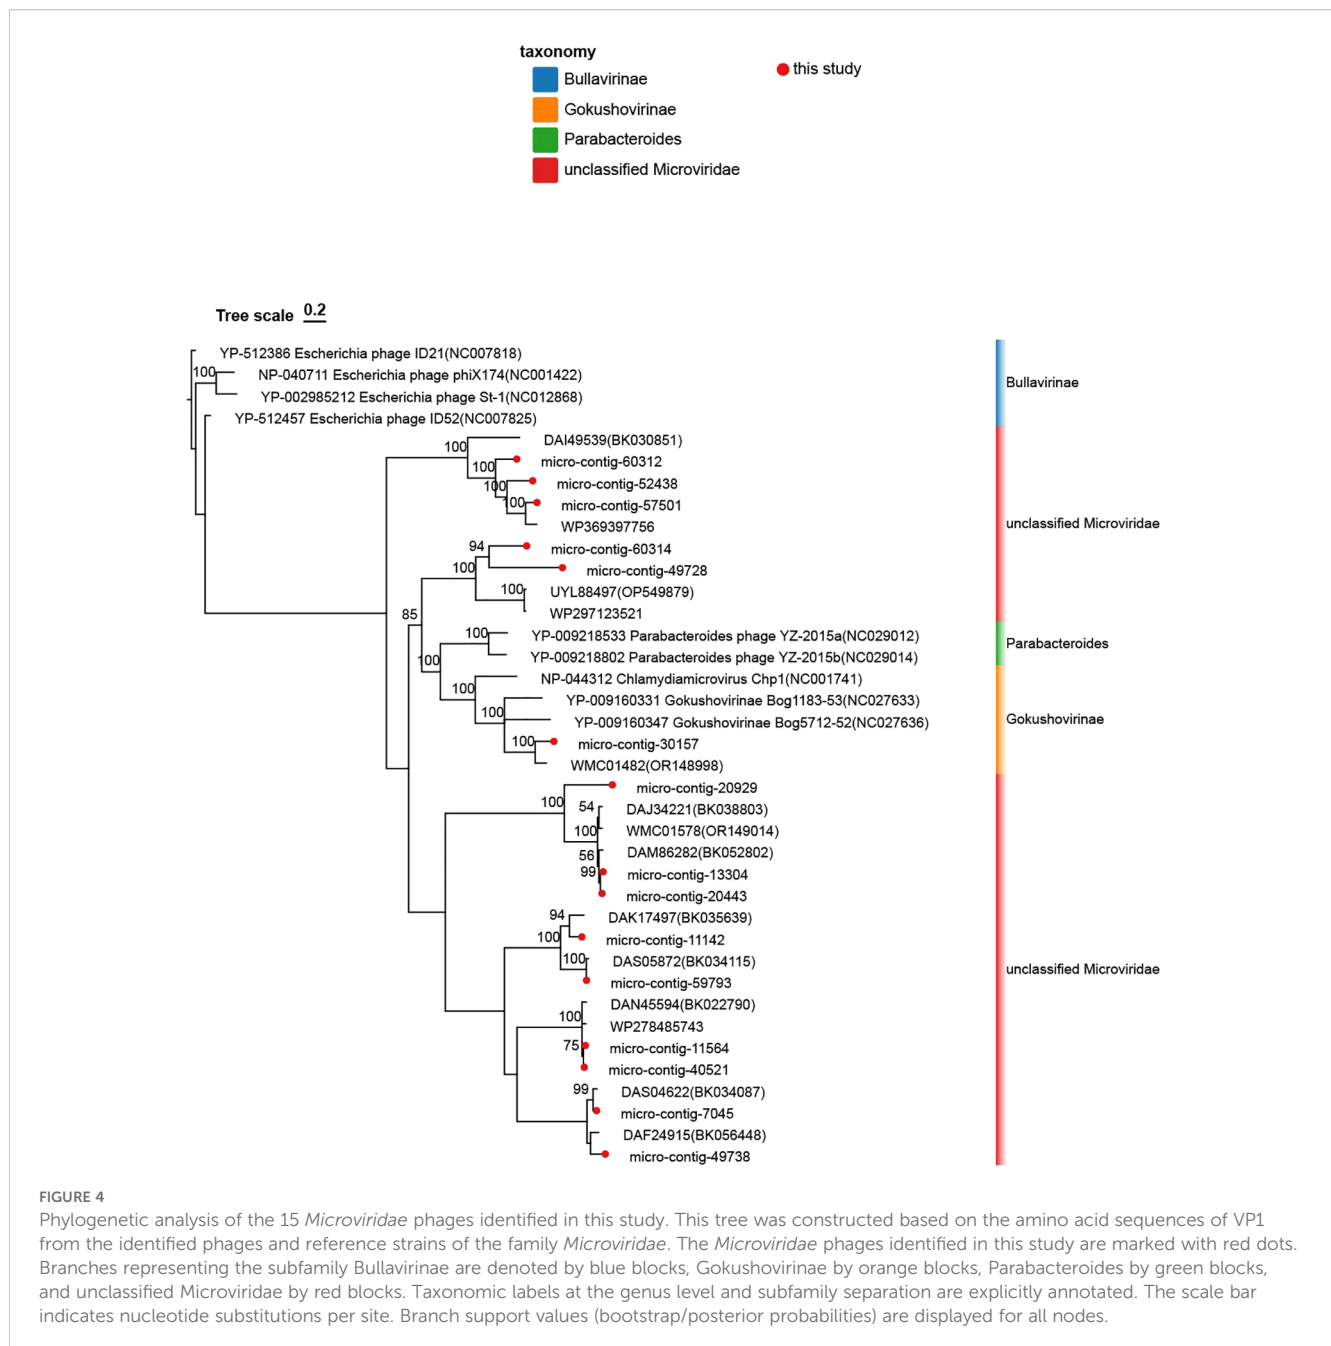 taxonomy
Bullavirinae
Gokushovirinae
Parabacteroides
unclassified Microviridae
this study
Tree scale 0.2
YP-512386 Escherichia phage ID21(NC007818)
100 NP-040711 Escherichia phage phiX174(NC001422)
YP-002985212 Escherichia phage St-1(NC012868)
YP-512457 Escherichia phage ID52(NC007825)
Bullavirinae
100 DAI49539(BK030851)
100 micro-contig-60312
100 micro-contig-52438
100 micro-contig-57501
WP369397756
unclassified Microviridae
94 micro-contig-60314
100 micro-contig-49728
100 UYL88497(OP549879)
WP297123521
85
100 YP-009218533 Parabacteroides phage YZ-2015a(NC029012)
100 YP-009218802 Parabacteroides phage YZ-2015b(NC029014)
Parabacteroides
100 NP-044312 Chlamydiamicrovirus Chp1(NC001741)
YP-009160331 Gokushovirinae Bog1183-53(NC027633)
100 YP-009160347 Gokushovirinae Bog5712-52(NC027636)
100 micro-contig-30157
WMC01482(OR148998)
Gokushovirinae
100 micro-contig-20929
54 DAJ34221(BK038803)
100 WMC01578(OR149014)
56 DAM86282(BK052802)
99 micro-contig-13304
micro-contig-20443
94 DAK17497(BK035639)
100 micro-contig-11142
100 DAS05872(BK034115)
micro-contig-59793
unclassified Microviridae
DAN45594(BK022790)
100 WP278485743
75 micro-contig-11564
micro-contig-40521
99 DAS04622(BK034087)
micro-contig-7045
DAF24915(BK056448)
micro-contig-49738
FIGURE 4
Phylogenetic analysis of the 15 Microviridae phages identified in this study. This tree was constructed based on the amino acid sequences of VP1
from the identified phages and reference strains of the family Microviridae. The Microviridae phages identified in this study are marked with red dots.
Branches representing the subfamily Bullavirinae are denoted by blue blocks, Gokushovirinae by orange blocks, Parabacteroides by green blocks,
and unclassified Microviridae by red blocks. Taxonomic labels at the genus level and subfamily separation are explicitly annotated. The scale bar
indicates nucleotide substitutions per site. Branch support values (bootstrap/posterior probabilities) are displayed for all nodes.